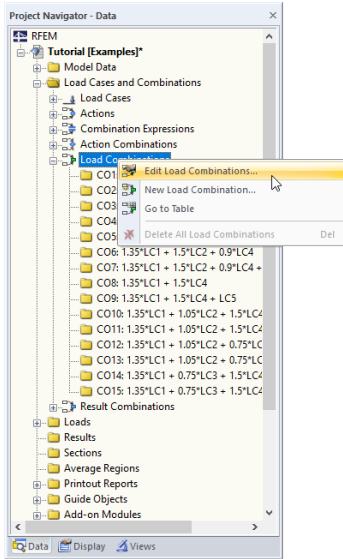 Project Navigator - Data
RFEM
Tutorial [Examples]*
Model Data
Load Cases and Combinations
Load Cases
Actions
Combination Expressions
Action Combinations
Load Combinations
Edit Load Combinations...
CO1:
New Load Combination...
CO2:
CO3:
Go to Table
CO4:
Delete All Load Combinations Del
CO5:
CO6: 1.35*LC1 + 1.5*LC2 + 0.9*LC4
CO7: 1.35*LC1 + 1.5*LC2 + 0.9*LC4 +
CO8: 1.35*LC1 + 1.5*LC4
CO9: 1.35*LC1 + 1.5*LC4 + LC5
CO10: 1.35*LC1 + 1.05*LC2 + 1.5*LC4
CO11: 1.35*LC1 + 1.05*LC2 + 1.5*LC4
CO12: 1.35*LC1 + 1.05*LC2 + 0.75*LC
CO13: 1.35*LC1 + 1.05*LC2 + 0.75*LC
CO14: 1.35*LC1 + 0.75*LC3 + 1.5*LC4
CO15: 1.35*LC1 + 0.75*LC3 + 1.5*LC4
Result Combinations
Loads
Results
Sections
Average Regions
Printout Reports
Guide Objects
Add-on Modules
Data Display Views